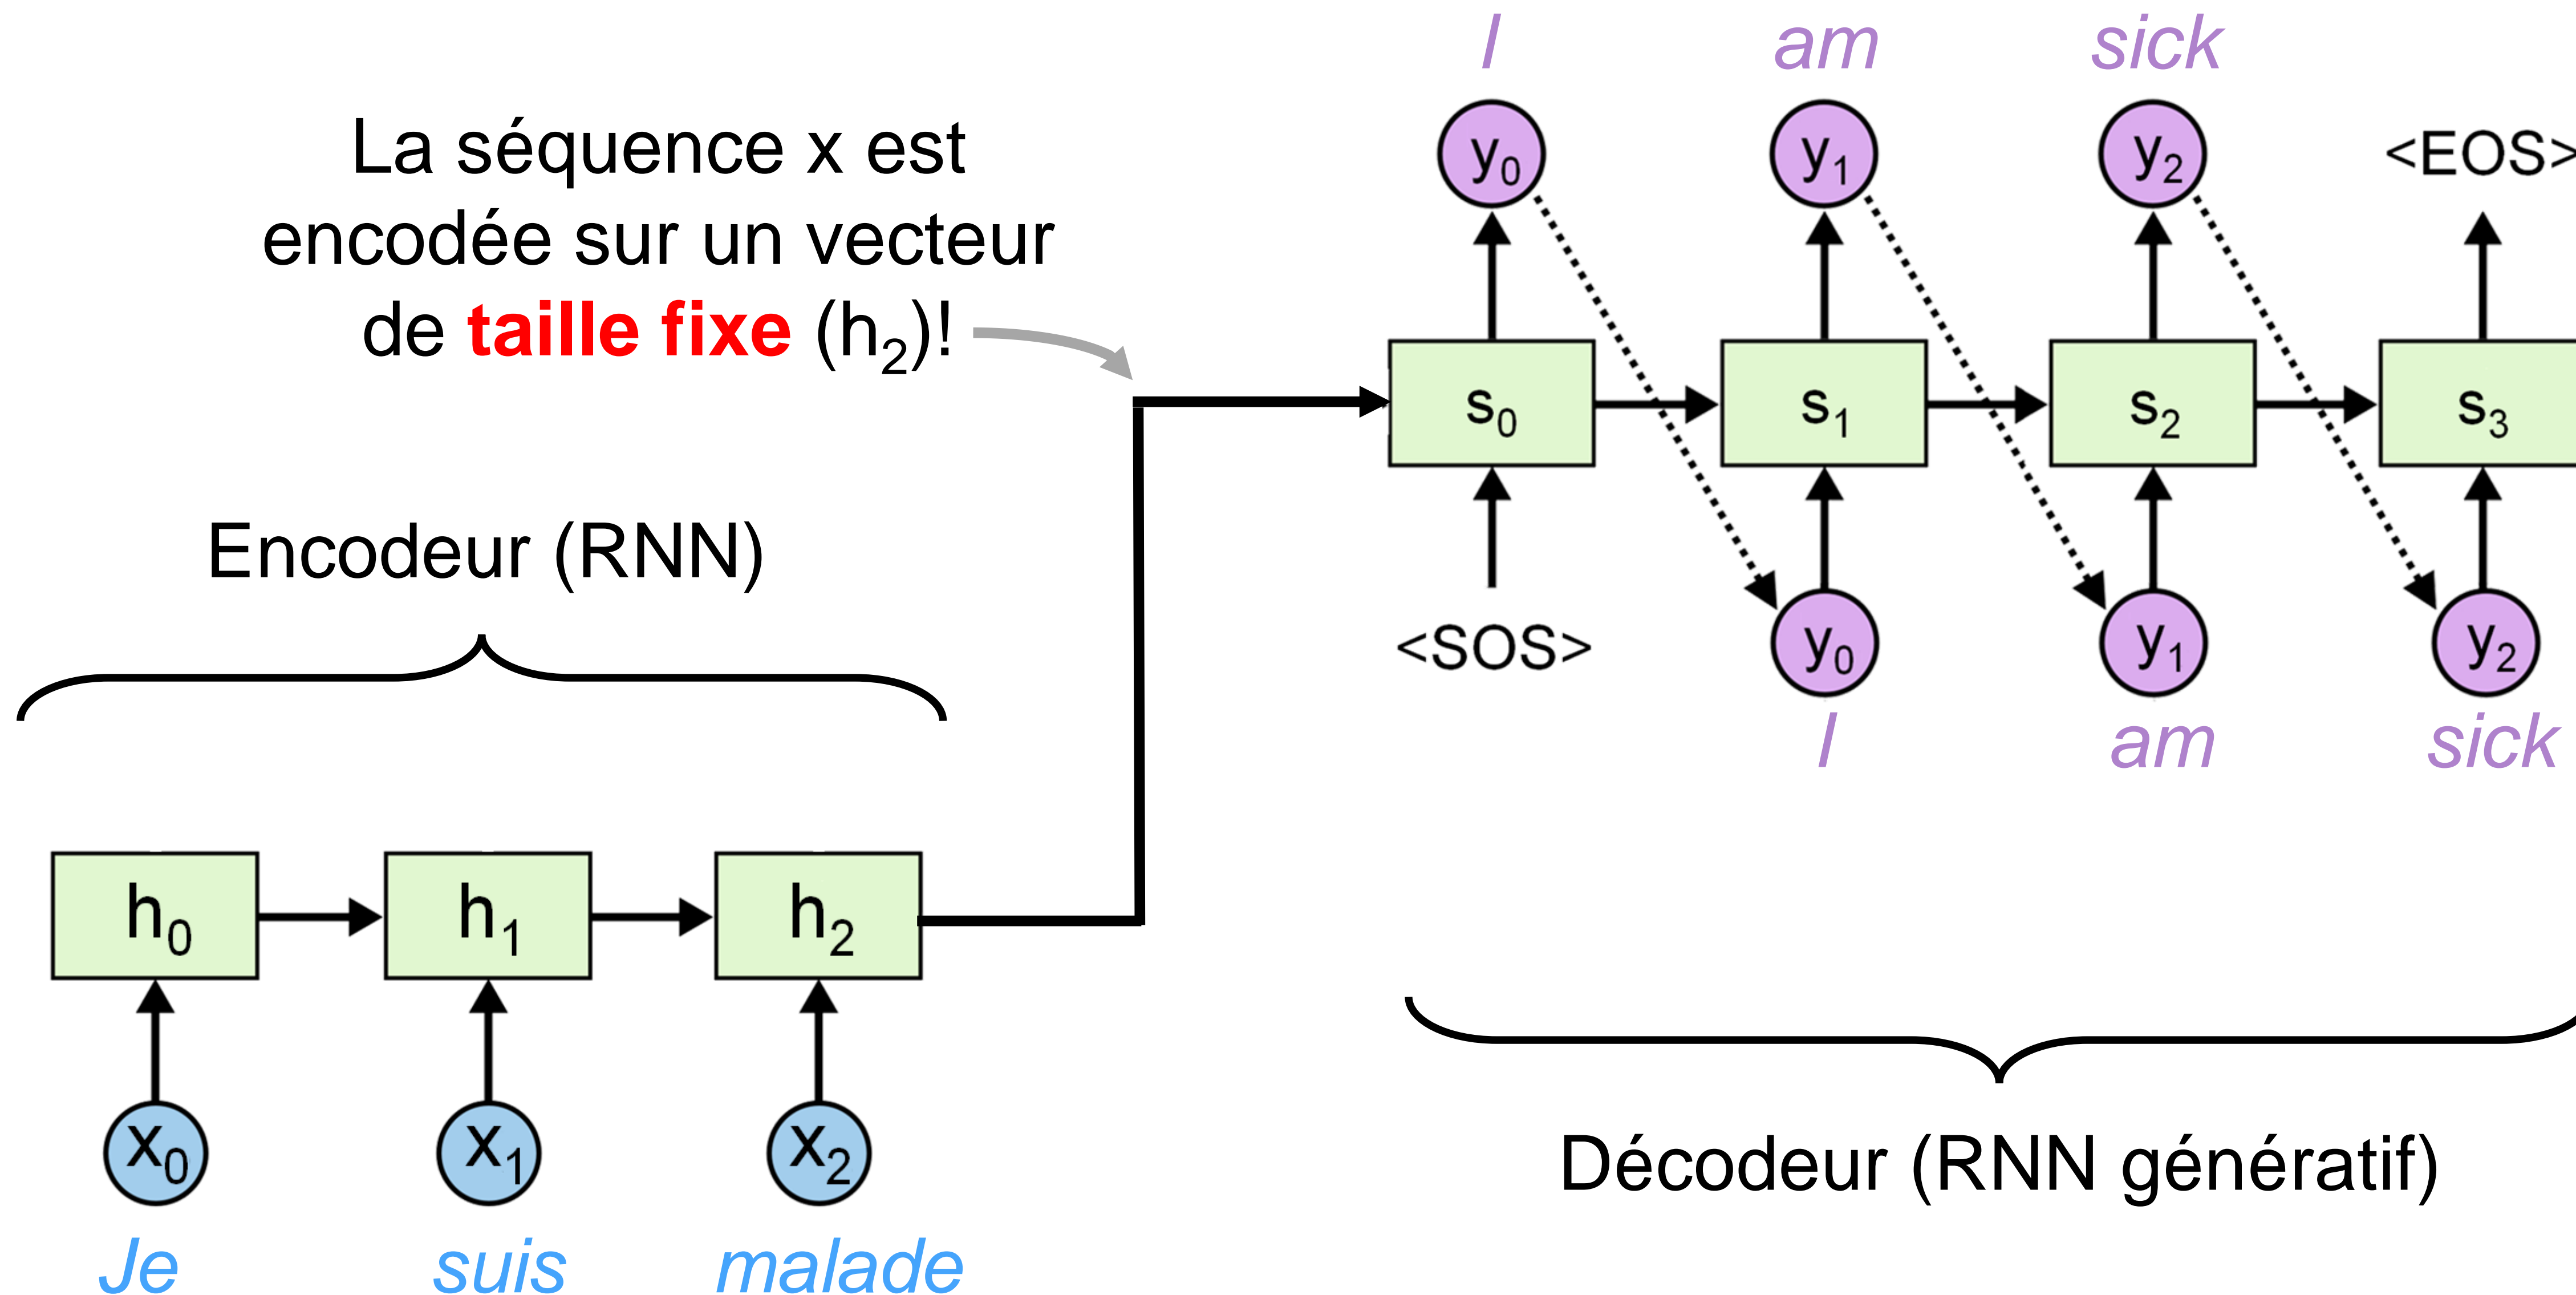 I am sick
y0 y1 y2 <EOS>
La séquence x est
encodée sur un vecteur
de taille fixe (h2)!
s0 s1 s2 s3
Encodeur (RNN)
<SOS> y0 y1 y2
I am sick
h0 h1 h2
x0 x1 x2
Je suis malade
Décodeur (RNN génératif)